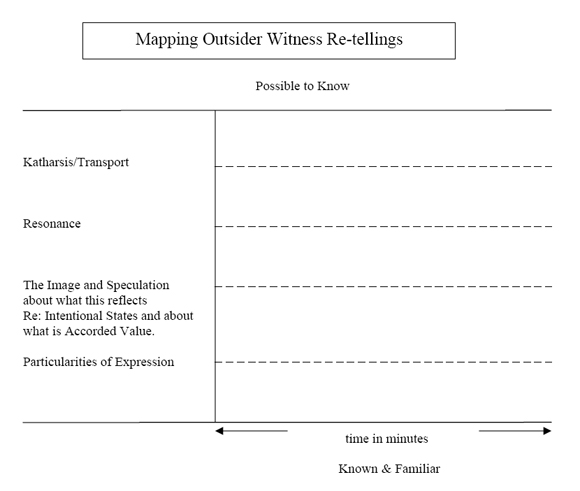 Mapping Outsider Witness Re-tellings
Possible to Know
Katharsis/Transport
Resonance
The Image and Speculation
about what this reflects
Re: Intentional States and about
what is Accorded Value.
Particularities of Expression
time in minutes
Known & Familiar